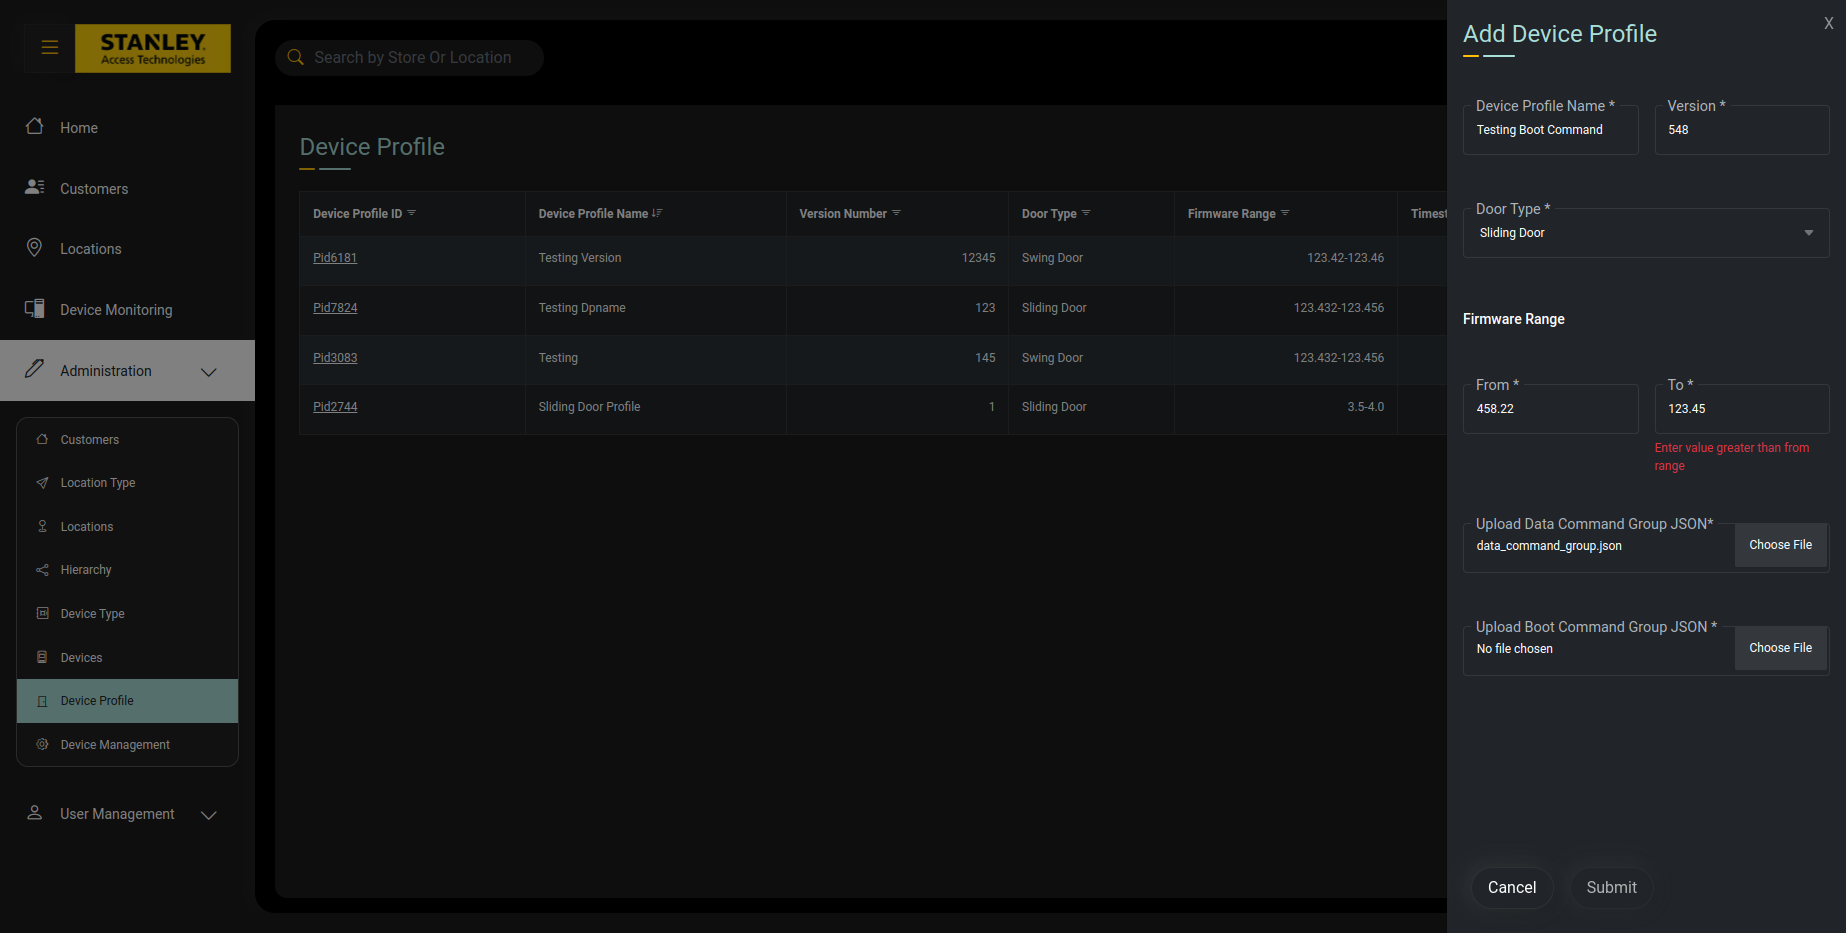 STANLEY.
Access Technologies
Home
Customers
Locations
Device Monitoring
Administration
Customers
Location Type
Locations
Hierarchy
Device Type
Devices
Device Profile
Device Management
User Management
Search by Store Or Location
Device Profile
Device Profile ID Device Profile Name Version Number Door Type Firmware Range Timest
Pid6181 Testing Version 12345 Swing Door 123.42-123.46
Pid7824 Testing Dpname 123 Sliding Door 123.432-123.456
Pid3083 Testing 145 Swing Door 123.432-123.456
Pid2744 Sliding Door Profile 1 Sliding Door 3.5-4.0
X
Add Device Profile
Device Profile Name * Version *
Testing Boot Command 548
Door Type *
Sliding Door
Firmware Range
From * To *
458.22 123.45
Enter value greater than from
range
Upload Data Command Group JSON*
data_command_group.json Choose File
Upload Boot Command Group JSON *
No file chosen Choose File
Cancel Submit